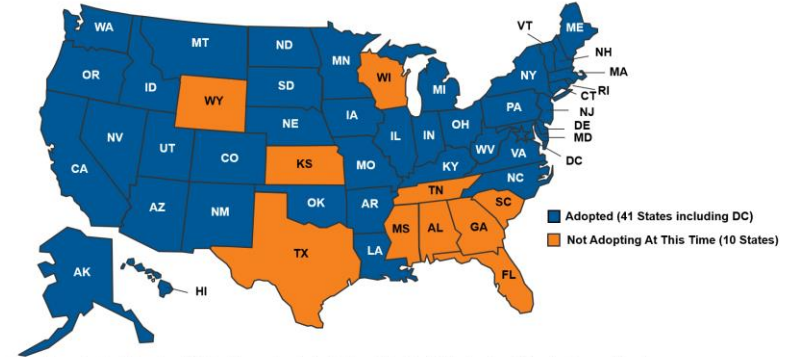 WA
MT
ND
MN
VT
ME
NH
OR
ID
WY
SD
WI
MI
NY
MA
RI
CT
NJ
NV
UT
CO
NE
IA
IL
IN
OH
PA
DE
MD
DC
CA
KS
MO
KY
WV
VA
AZ
NM
OK
AR
TN
NC
SC
TX
LA
MS
AL
GA
FL
AK
HI
Adopted (41 States including DC)
Not Adopting At This Time (10 States)